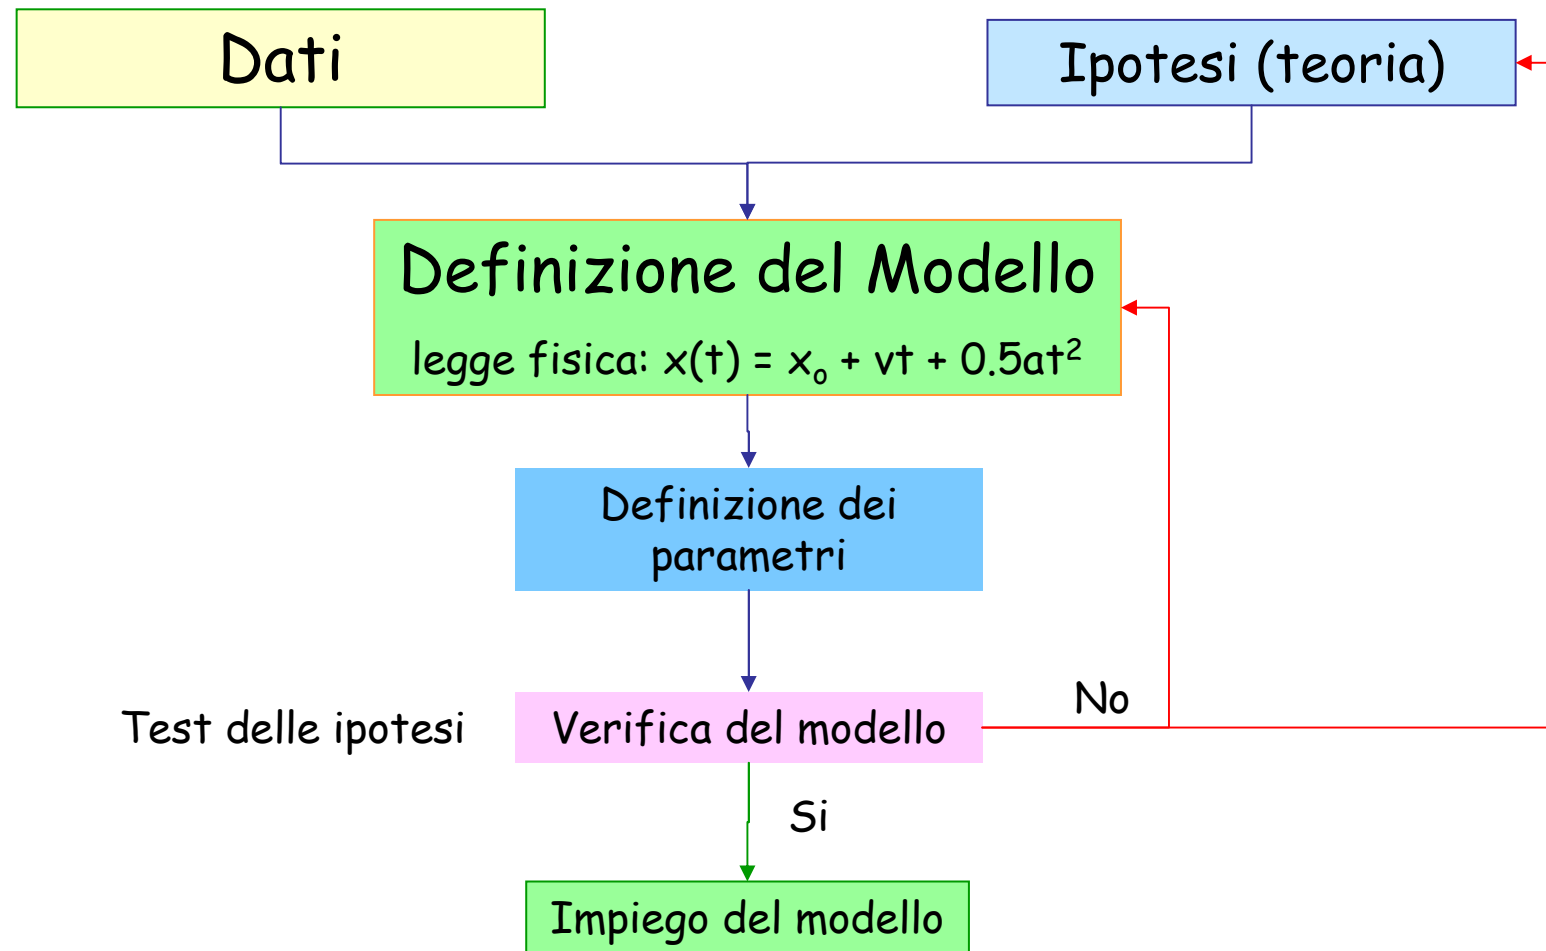 Dati
Ipotesi (teoria)
Definizione del Modello
legge fisica: x(t) = x₀ + vt + 0.5at²
Definizione dei
parametri
No
Test delle ipotesi
Verifica del modello
Si
Impiego del modello